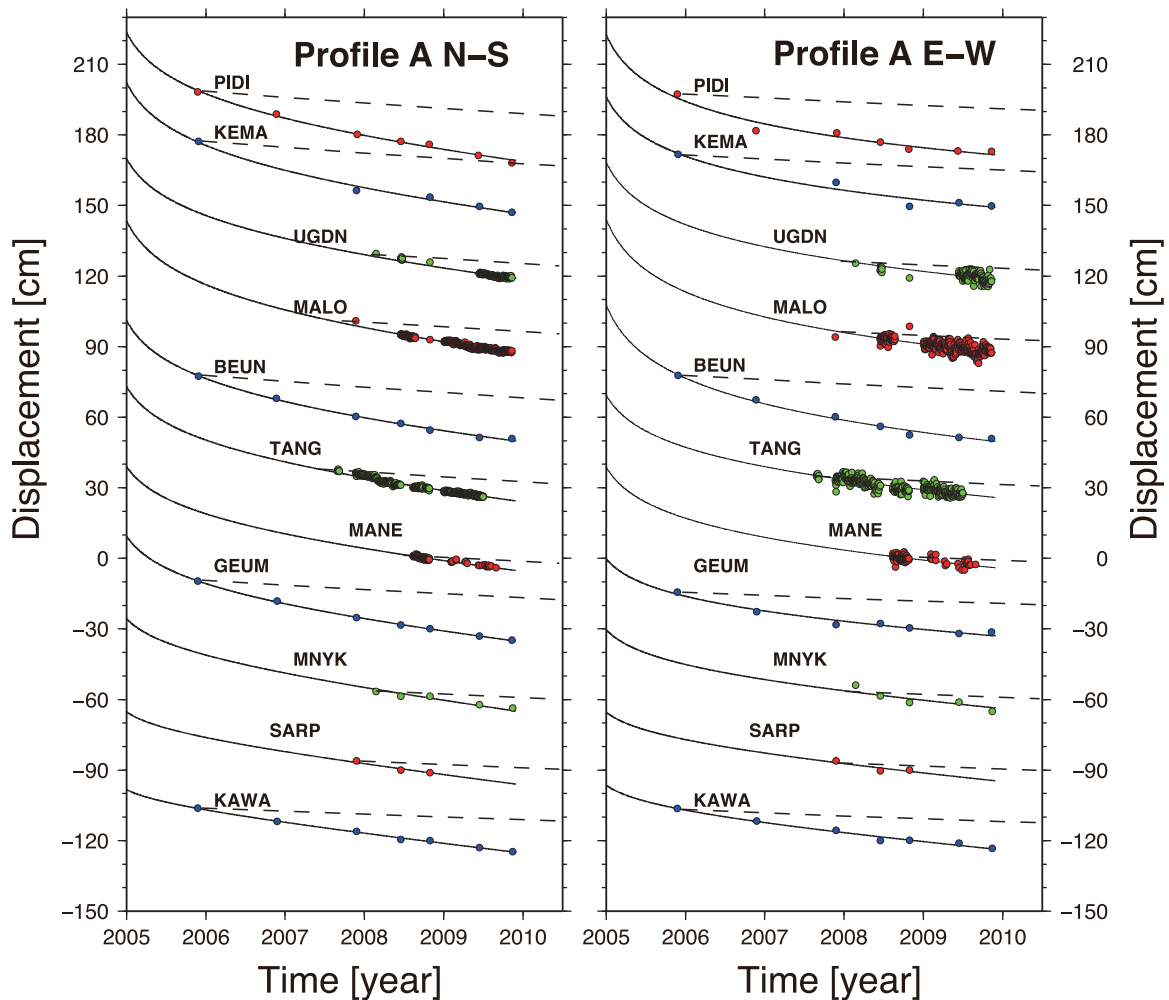 Profile A N–S
Displacement [cm]
210
180
150
120
90
60
30
0
−30
−60
−90
−120
−150
PIDI
KEMA
UGDN
MALO
BEUN
TANG
MANE
GEUM
MNYK
SARP
KAWA
2005 2006 2007 2008 2009 2010
Time [year]
Profile A E–W
PIDI
KEMA
UGDN
MALO
BEUN
TANG
MANE
GEUM
MNYK
SARP
KAWA
2005 2006 2007 2008 2009 2010
Time [year]
210
180
150
120
90
60
30
0
−30
−60
−90
−120
−150
Displacement [cm]